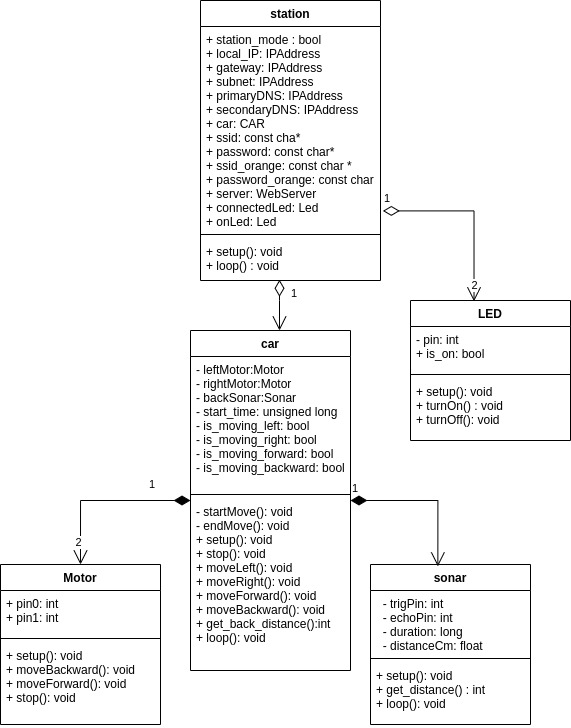 station
+ station_mode : bool
+ local_IP: IPAddress
+ gateway: IPAddress
+ subnet: IPAddress
+ primaryDNS: IPAddress
+ secondaryDNS: IPAddress
+ car: CAR
+ ssid: const cha*
+ password: const char*
+ ssid_orange: const char *
+ password_orange: const char
+ server: WebServer
+ connectedLed: Led
+ onLed: Led
+ setup(): void
+ loop() : void
1
2
1
LED
- pin: int
+ is_on: bool
+ setup(): void
+ turnOn() : void
+ turnOff(): void
car
- leftMotor:Motor
- rightMotor:Motor
- backSonar:Sonar
- start_time: unsigned long
- is_moving_left: bool
- is_moving_right: bool
- is_moving_forward: bool
- is_moving_backward: bool
- startMove(): void
- endMove(): void
+ setup(): void
+ stop(): void
+ moveLeft(): void
+ moveRight(): void
+ moveForward(): void
+ moveBackward(): void
+ get_back_distance():int
+ loop(): void
1
2
1
Motor
+ pin0: int
+ pin1: int
+ setup(): void
+ moveBackward(): void
+ moveForward(): void
+ stop(): void
sonar
- trigPin: int
- echoPin: int
- duration: long
- distanceCm: float
+ setup(): void
+ get_distance() : int
+ loop(): void